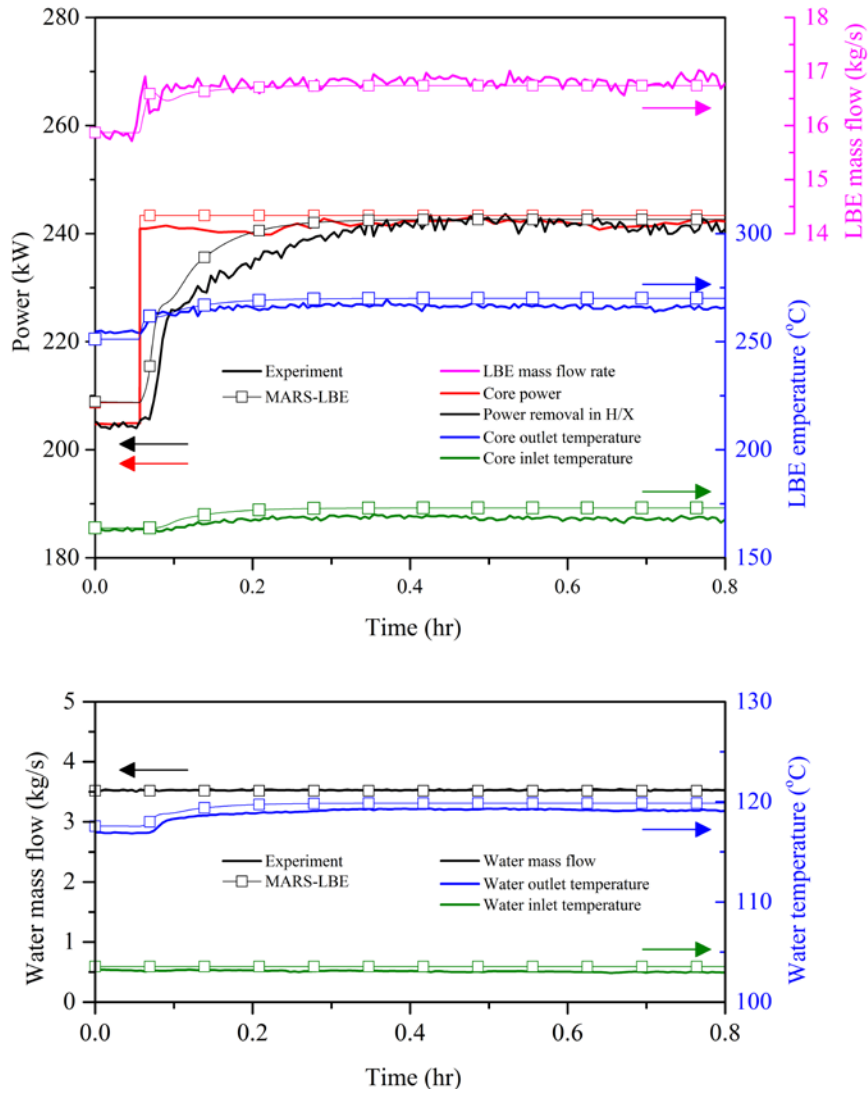 280
260
240
220
200
180
Power (kW)
18
17
16
15
14
LBE mass flow (kg/s)
300
250
200
150
LBE emperature (°C)
Experiment
MARS-LBE
LBE mass flow rate
Core power
Power removal in H/X
Core outlet temperature
Core inlet temperature
0.0 0.2 0.4 0.6 0.8
Time (hr)
5
4
3
2
1
0
Water mass flow (kg/s)
130
120
110
100
Water temperature (°C)
Experiment
MARS-LBE
Water mass flow
Water outlet temperature
Water inlet temperature
0.0 0.2 0.4 0.6 0.8
Time (hr)